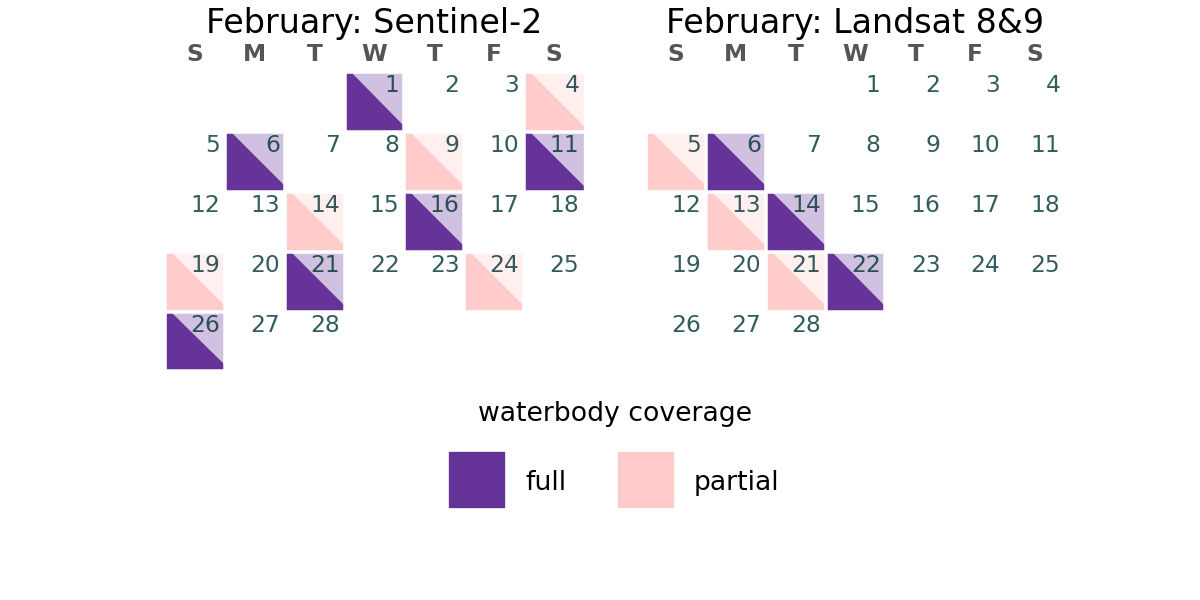 February: Sentinel-2
S M T W T F S
1 2 3 4
5 6 7 8 9 10 11
12 13 14 15 16 17 18
19 20 21 22 23 24 25
26 27 28
February: Landsat 8&9
S M T W T F S
1 2 3 4
5 6 7 8 9 10 11
12 13 14 15 16 17 18
19 20 21 22 23 24 25
26 27 28
waterbody coverage
full partial